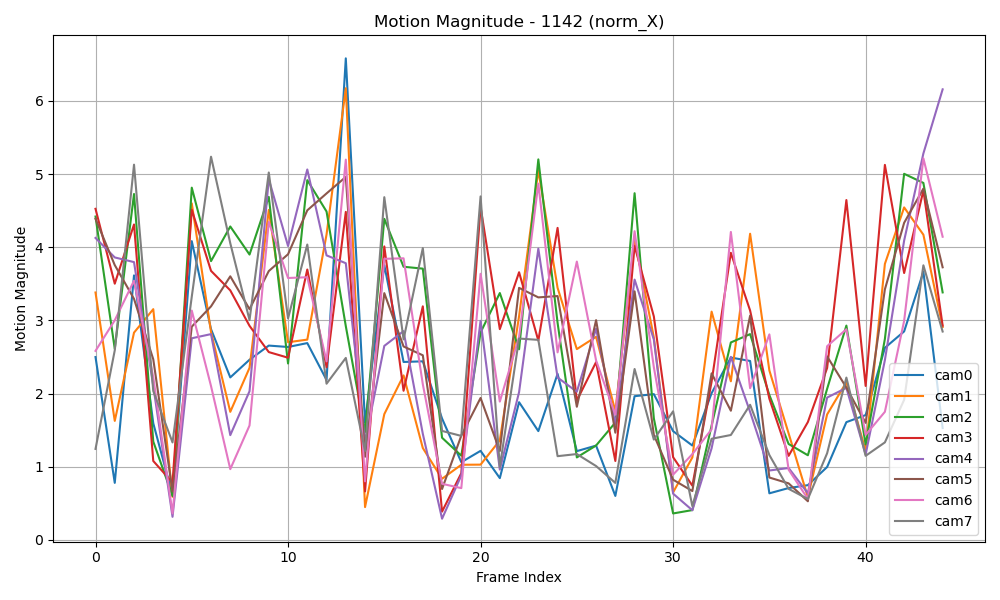 Motion Magnitude - 1142 (norm_X)
Motion Magnitude
6
5
4
3
2
1
0
0 10 20 30 40
Frame Index
cam0
cam1
cam2
cam3
cam4
cam5
cam6
cam7